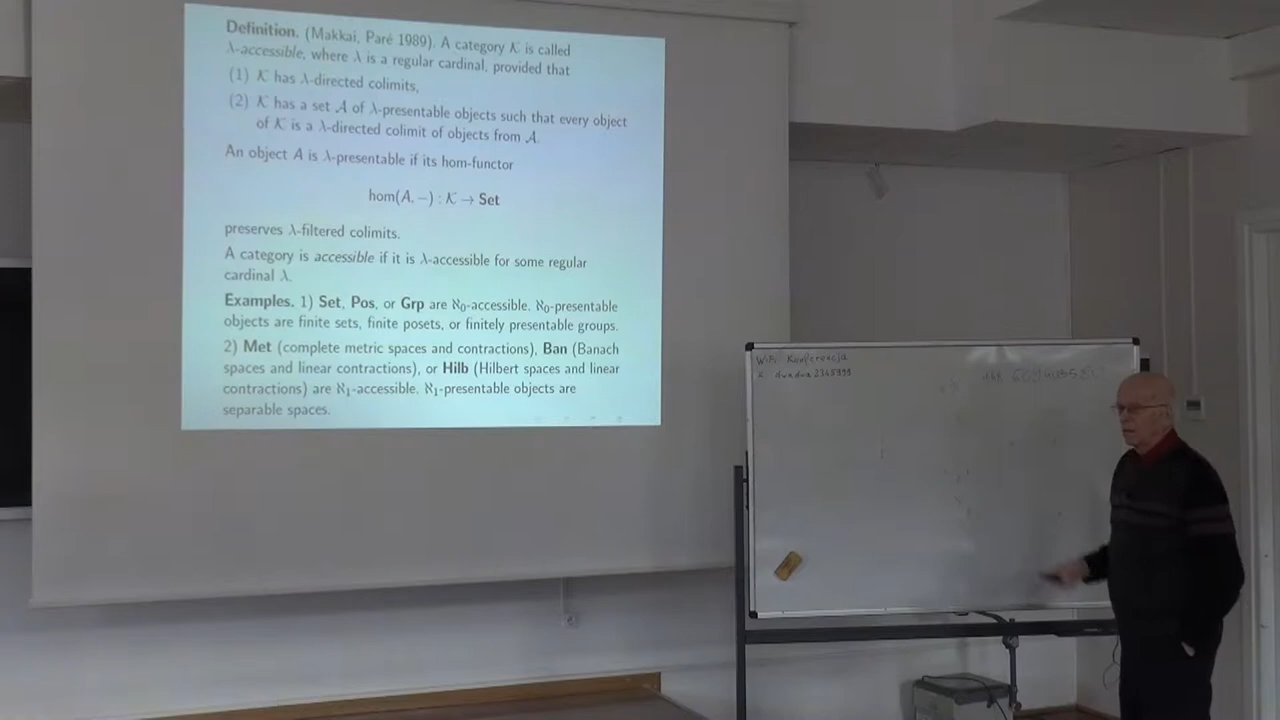 Definition. (Makkai, Paré 1989). A category 𝒦 is called
λ-accessible, where λ is a regular cardinal, provided that
(1) 𝒦 has λ-directed colimits,
(2) 𝒦 has a set 𝒜 of λ-presentable objects such that every object
of 𝒦 is a λ-directed colimit of objects from 𝒜.
An object A is λ-presentable if its hom-functor
hom(A, −) : 𝒦 → Set
preserves λ-filtered colimits.
A category is accessible if it is λ-accessible for some regular
cardinal λ.
Examples. 1) Set, Pos, or Grp are ℵ₀-accessible. ℵ₀-presentable
objects are finite sets, finite posets, or finitely presentable groups.
2) Met (complete metric spaces and contractions), Ban (Banach
spaces and linear contractions), or Hilb (Hilbert spaces and linear
contractions) are ℵ₁-accessible. ℵ₁-presentable objects are
separable spaces.
WiFi Konferencja